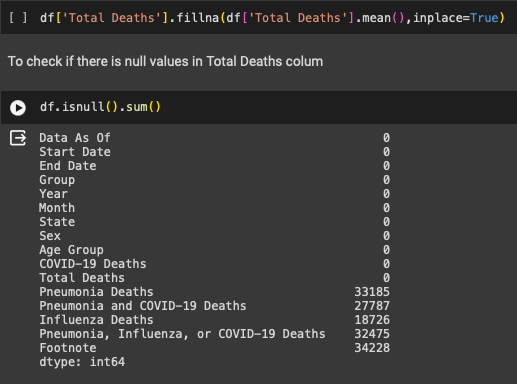 [ ] df['Total Deaths'].fillna(df['Total Deaths'].mean(),inplace=True)
To check if there is null values in Total Deaths colum
df.isnull().sum()
Data As Of 0
Start Date 0
End Date 0
Group 0
Year 0
Month 0
State 0
Sex 0
Age Group 0
COVID-19 Deaths 0
Total Deaths 0
Pneumonia Deaths 33185
Pneumonia and COVID-19 Deaths 27787
Influenza Deaths 18726
Pneumonia, Influenza, or COVID-19 Deaths 32475
Footnote 34228
dtype: int64